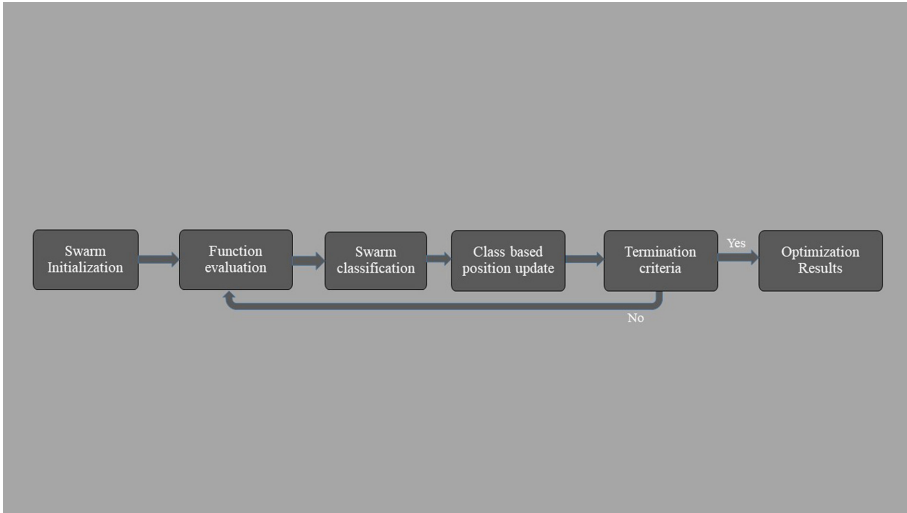 Swarm
Initialization
Function
evaluation
Swarm
classification
Class based
position update
Termination
criteria
Yes
Optimization
Results
No